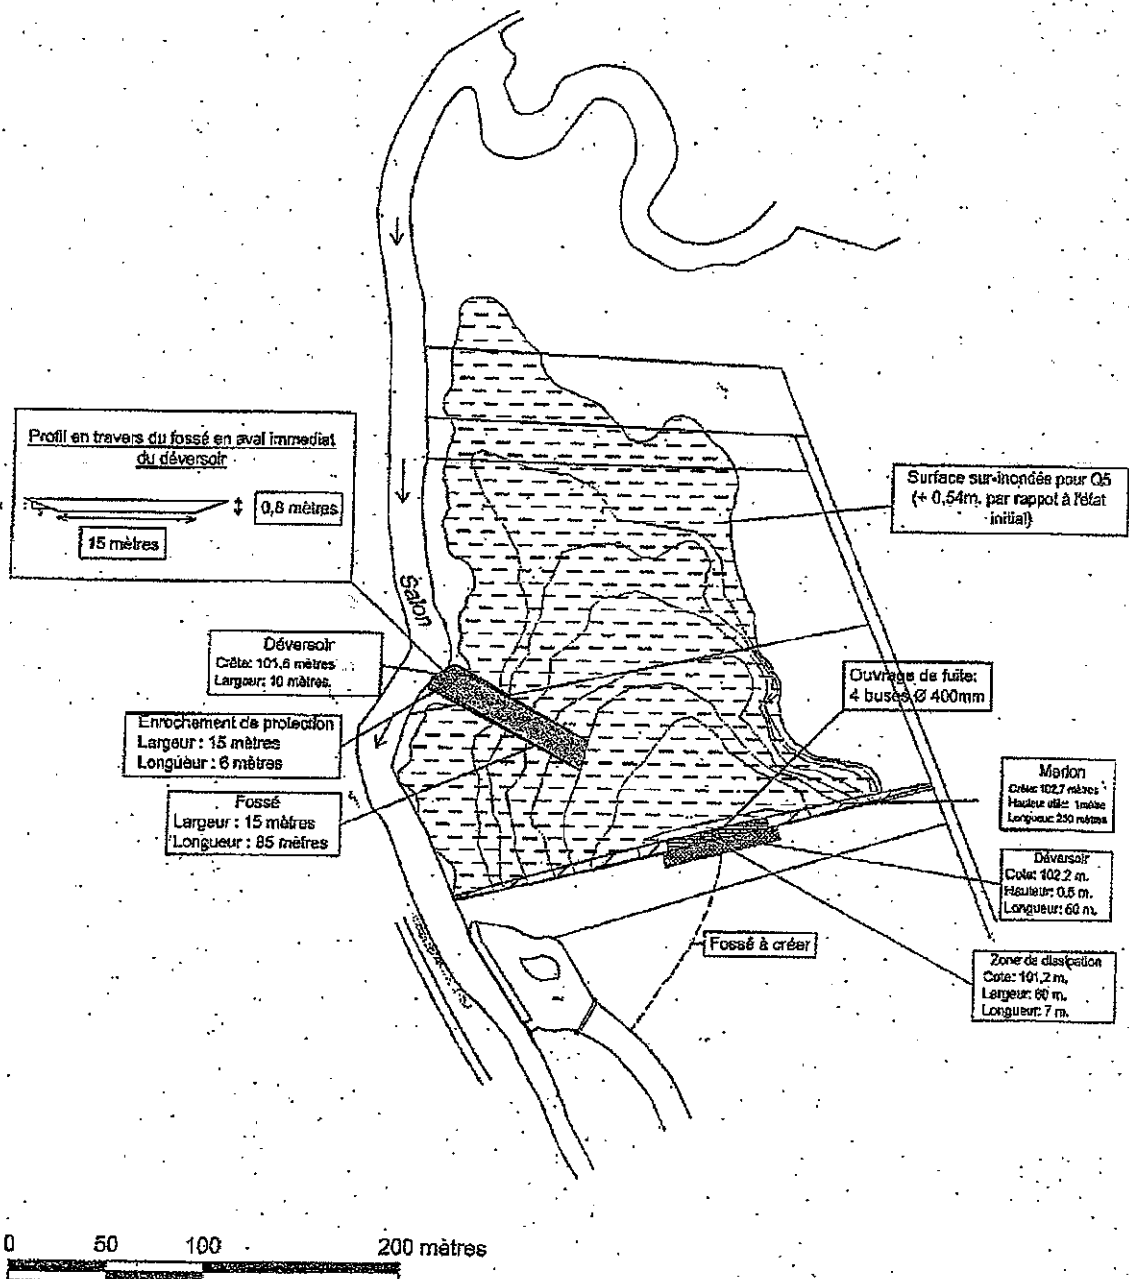 Profil en travers du fossé en aval immediat
du déversoir
0,8 mètres
15 mètres
Surface sur-inondée pour Q5
(+ 0,54m, par rappot à l'état
initial)
Salon
Déversoir
Crête: 101,6 mètres
Largeur: 10 mètres
Ouvrage de fuite:
4 buses Ø 400mm
Enrochement de protection
Largeur : 15 mètres
Longueur : 6 mètres
Fossé
Largeur : 15 mètres
Longueur : 85 mètres
Merlon
Crête: 102,7 mètres
Hauteur utile: 1mètre
Longueur: 250 mètres
Déversoir
Cote: 102,2 m.
Hauteur: 0,5 m.
Longueur: 60 m.
Fossé à créer
Zone de dissipation
Cote: 101,2 m.
Largeur: 60 m.
Longueur: 7 m.
0 50 100 200 mètres